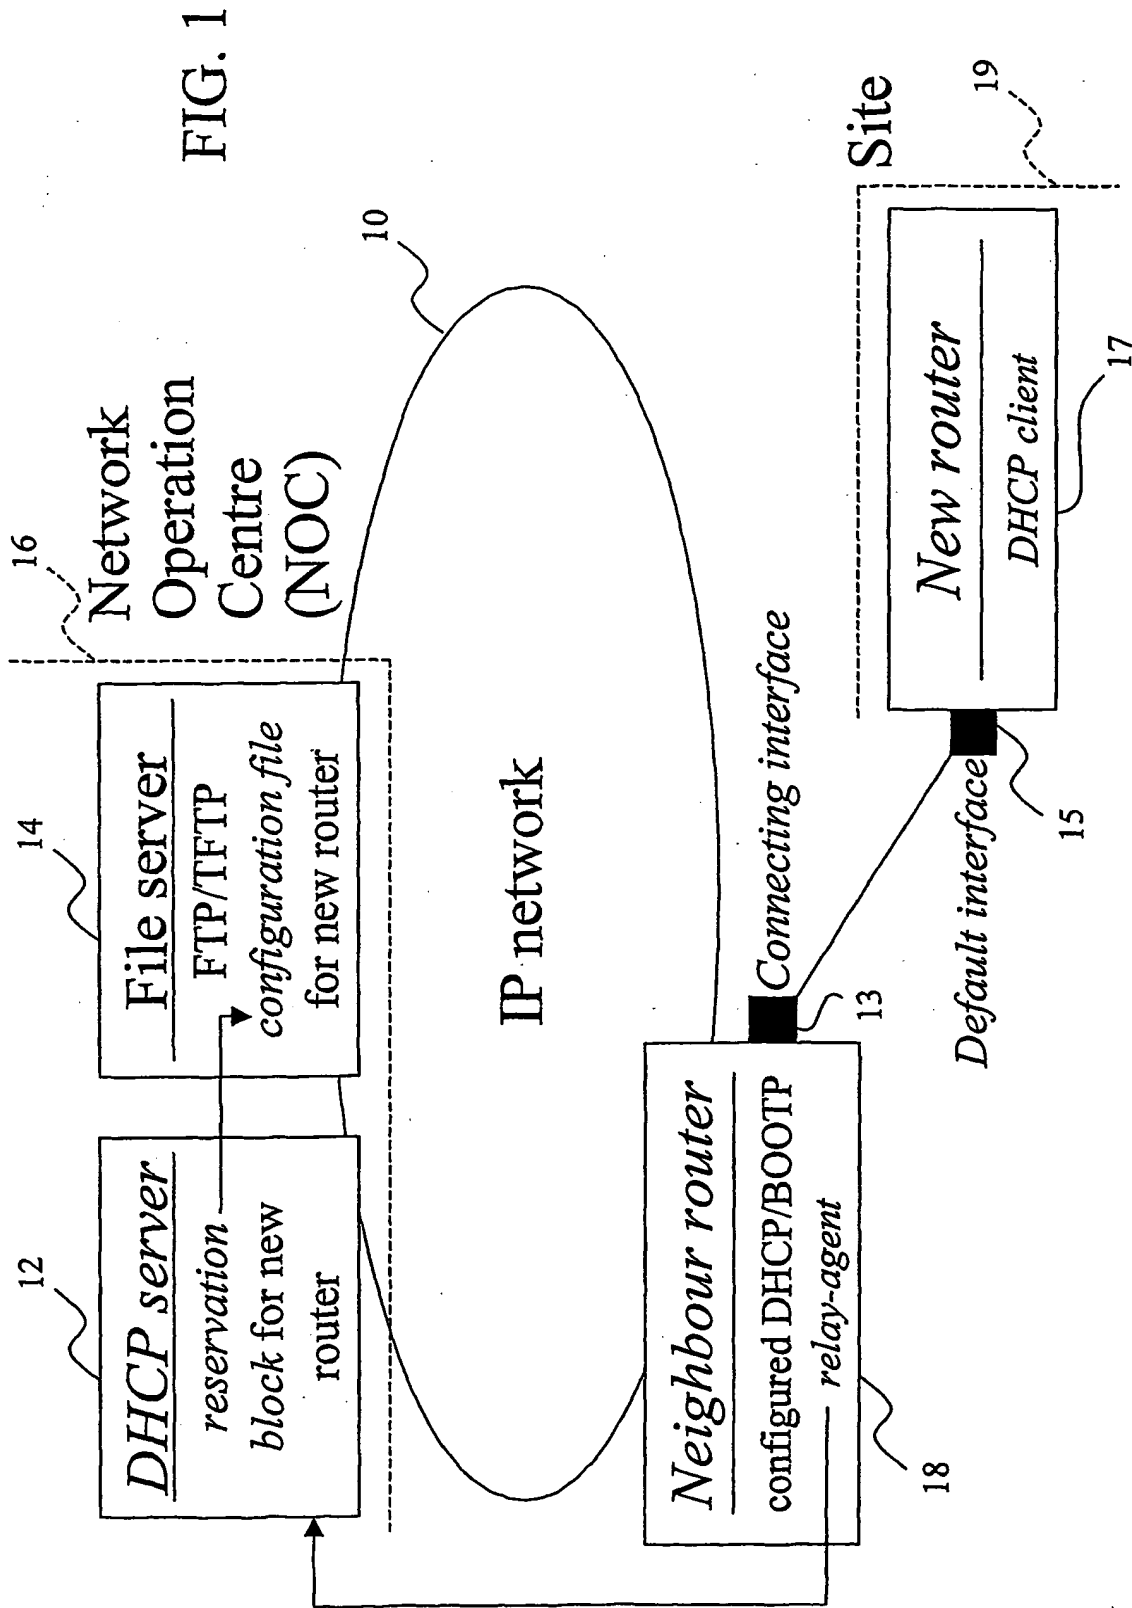 FIG. 1
12
DHCP server
reservation
block for new
router
14
File server
FTP/TFTP
configuration file
for new router
16
Network
Operation
Centre
(NOC)
10
IP network
Neighbour router
configured DHCP/BOOTP
relay-agent
18
13
Connecting interface
Default interface
15
Site
19
New router
DHCP client
17